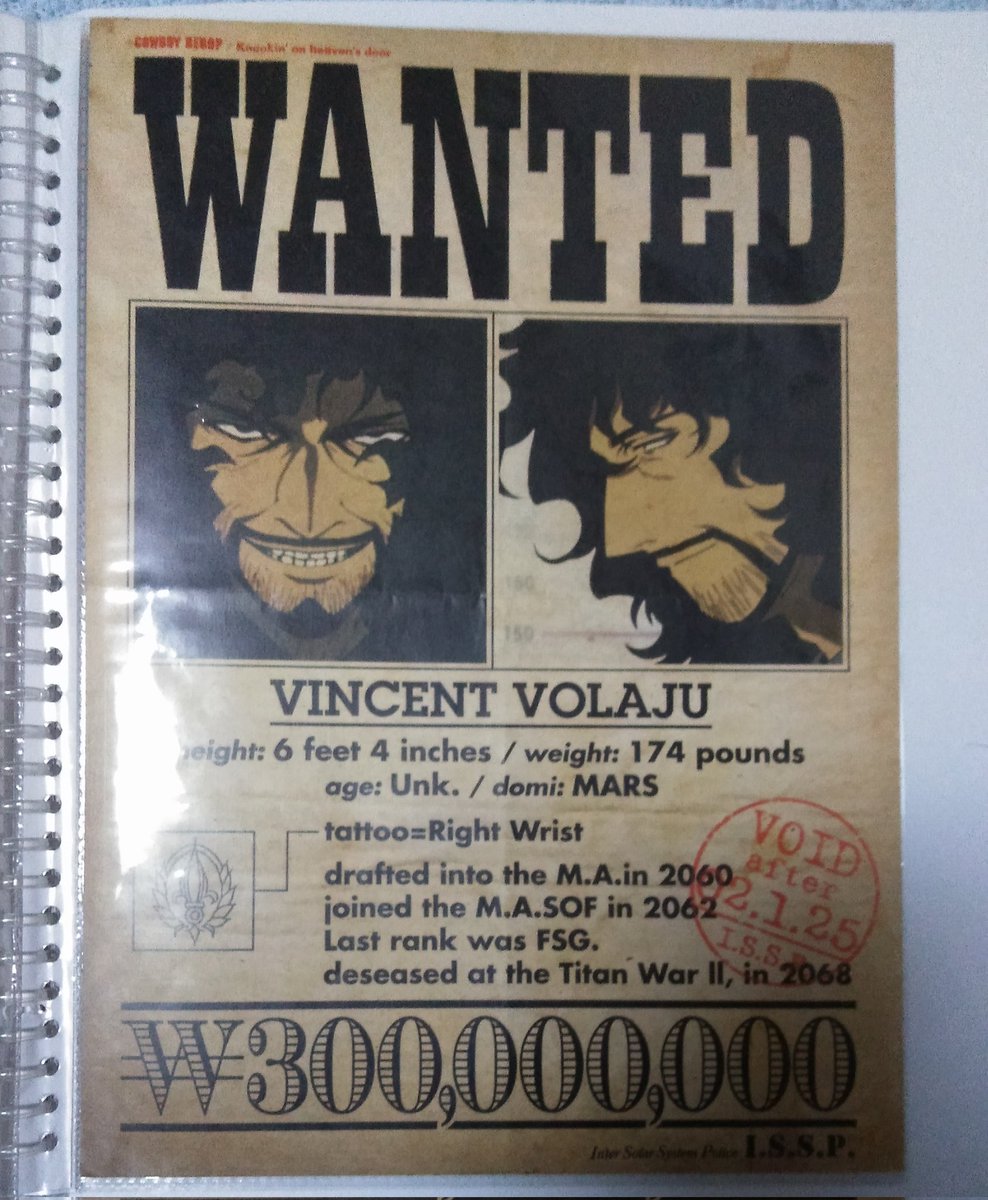 COWBOY BEBOP / Knockin' on heaven's door
WANTED
160
150
VINCENT VOLAJU
height: 6 feet 4 inches / weight: 174 pounds
age: Unk. / domi: MARS
tattoo=Right Wrist
drafted into the M.A.in 2060
joined the M.A.SOF in 2062
Last rank was FSG.
deseased at the Titan War II, in 2068
VOID
after
2.1.25
I.S.S.P.
₩300,000,000
Inter Solar System Police I.S.S.P.